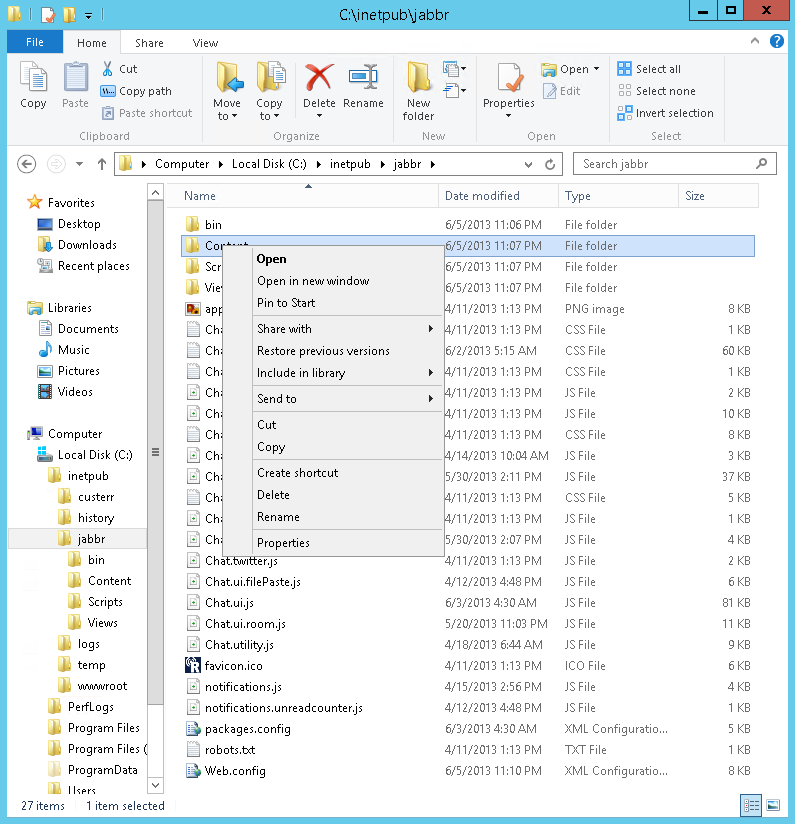 C:\inetpub\jabbr
File Home Share View
Copy
Paste
Cut
Copy path
Paste shortcut
Clipboard
Move to
Copy to
Delete
Rename
Organize
New folder
New
Properties
Open
Edit
Open
Select all
Select none
Invert selection
Select
Computer Local Disk (C:) inetpub jabbr
Search jabbr
Favorites
Desktop
Downloads
Recent places
Libraries
Documents
Music
Pictures
Videos
Computer
Local Disk (C:)
inetpub
custerr
history
jabbr
bin
Content
Scripts
Views
logs
temp
wwwroot
PerfLogs
Program Files
Program Files (
ProgramData
Users
Name Date modified Type Size
bin 6/5/2013 11:06 PM File folder
Content 6/5/2013 11:07 PM File folder
Scr 6/5/2013 11:07 PM File folder
Vie 6/5/2013 11:07 PM File folder
app 4/11/2013 1:13 PM PNG image 8 KB
Cha 4/11/2013 1:13 PM CSS File 1 KB
Cha 6/2/2013 5:15 AM CSS File 60 KB
Cha 4/11/2013 1:13 PM CSS File 1 KB
Cha 4/11/2013 1:13 PM JS File 2 KB
Cha 4/11/2013 1:13 PM JS File 10 KB
Cha 4/11/2013 1:13 PM CSS File 8 KB
Cha 4/14/2013 10:04 AM JS File 3 KB
Cha 5/30/2013 2:11 PM JS File 37 KB
Cha 4/11/2013 1:13 PM CSS File 5 KB
Cha 4/11/2013 1:13 PM JS File 1 KB
Cha 5/30/2013 2:07 PM JS File 4 KB
Chat.twitter.js 4/11/2013 1:13 PM JS File 2 KB
Chat.ui.filePaste.js 4/12/2013 4:48 PM JS File 6 KB
Chat.ui.js 6/3/2013 4:30 AM JS File 81 KB
Chat.ui.room.js 5/20/2013 11:03 PM JS File 11 KB
Chat.utility.js 4/18/2013 6:44 AM JS File 9 KB
favicon.ico 4/11/2013 1:13 PM ICO File 6 KB
notifications.js 4/15/2013 2:56 PM JS File 4 KB
notifications.unreadcounter.js 4/12/2013 4:48 PM JS File 1 KB
packages.config 6/3/2013 4:30 AM XML Configuratio... 5 KB
robots.txt 4/11/2013 1:13 PM TXT File 1 KB
Web.config 6/5/2013 11:10 PM XML Configuratio... 8 KB
Open
Open in new window
Pin to Start
Share with
Restore previous versions
Include in library
Send to
Cut
Copy
Create shortcut
Delete
Rename
Properties
27 items 1 item selected